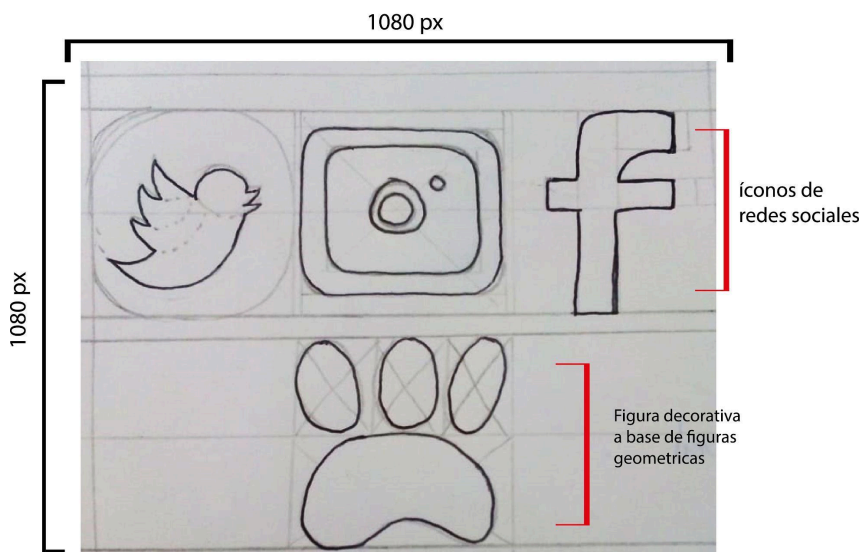 1080 px
1080 px
íconos de
redes sociales
Figura decorativa
a base de figuras
geometricas